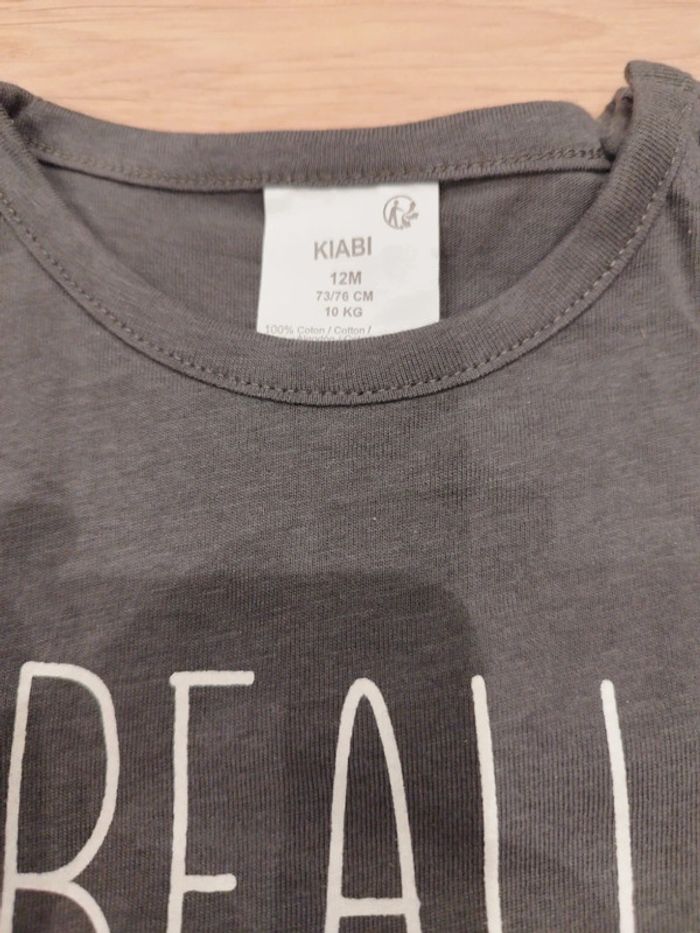 KIABI
12M
73/76 CM
10 KG
100% Coton / Cotton /
BEAU